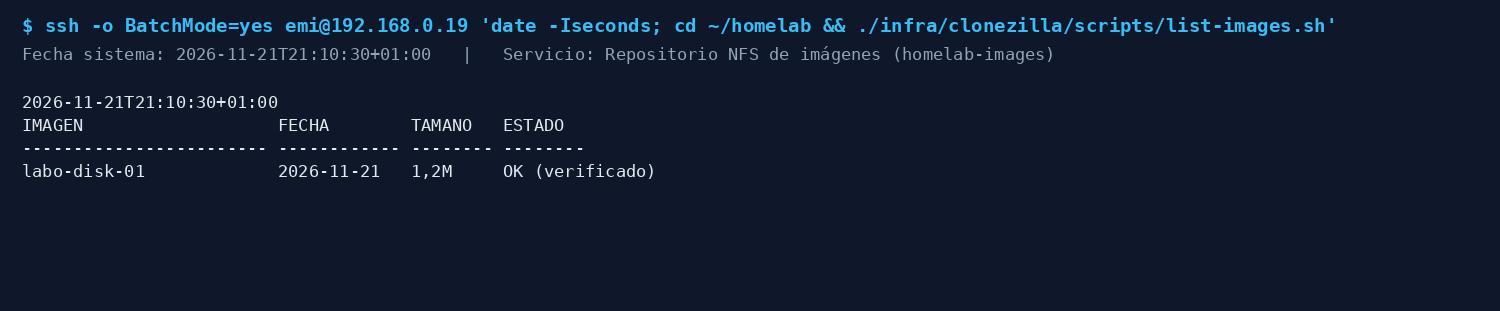 $ ssh -o BatchMode=yes emi@192.168.0.19 'date -Iseconds; cd ~/homelab && ./infra/clonezilla/scripts/list-images.sh'
Fecha sistema: 2026-11-21T21:10:30+01:00   |   Servicio: Repositorio NFS de imágenes (homelab-images)
2026-11-21T21:10:30+01:00
IMAGEN                   FECHA        TAMANO   ESTADO
------------------------ ------------ -------- --------
labo-disk-01             2026-11-21   1,2M     OK (verificado)